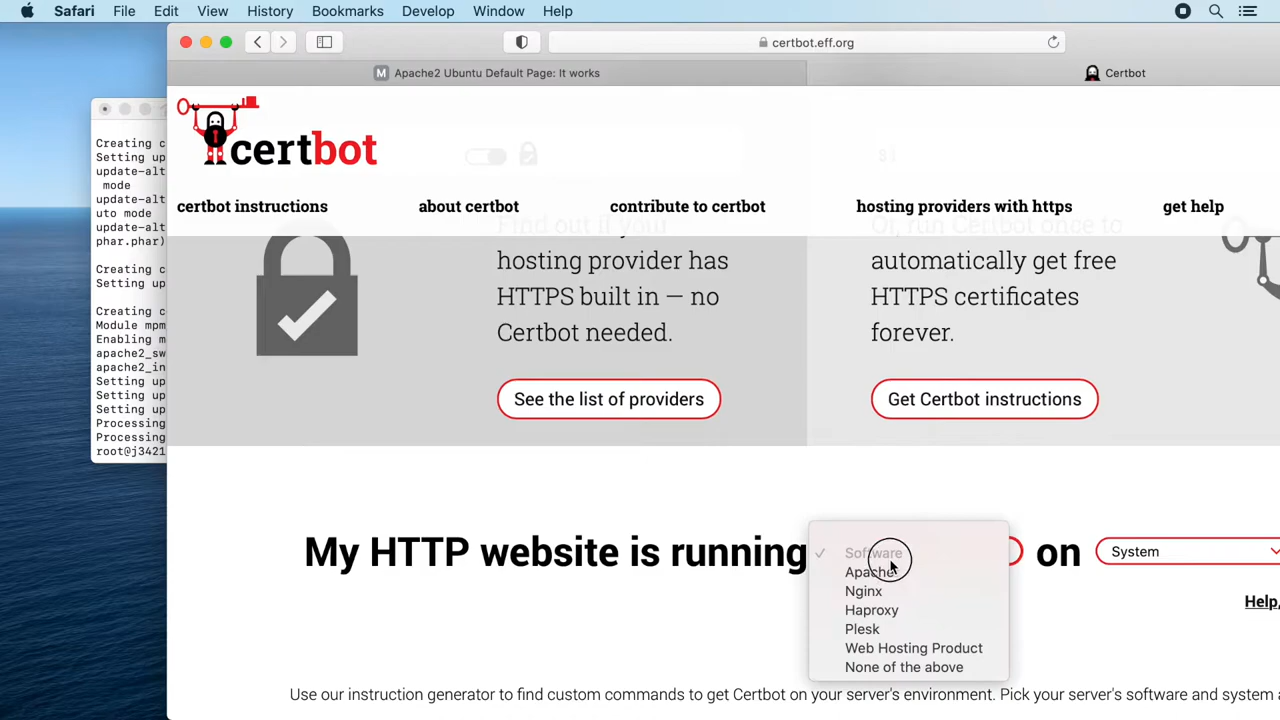 Safari File Edit View History Bookmarks Develop Window Help
certbot.eff.org
Apache2 Ubuntu Default Page: It works
Certbot
Creating c
Setting up
update-alt
mode
update-alt
uto mode
update-alt
phar.phar)
Creating c
Setting up
Creating c
Module mpm
Enabling m
apache2_sw
apache2_in
Setting up
Setting up
Setting up
Processing
Processing
root@j3421
certbot
certbot instructions
about certbot
contribute to certbot
hosting providers with https
get help
Find out if your
hosting provider has
HTTPS built in — no
Certbot needed.
See the list of providers
Or, run Certbot once to
automatically get free
HTTPS certificates
forever.
Get Certbot instructions
My HTTP website is running
Software
Apache
Nginx
Haproxy
Plesk
Web Hosting Product
None of the above
on
System
Help,
Use our instruction generator to find custom commands to get Certbot on your server's environment. Pick your server's software and system a